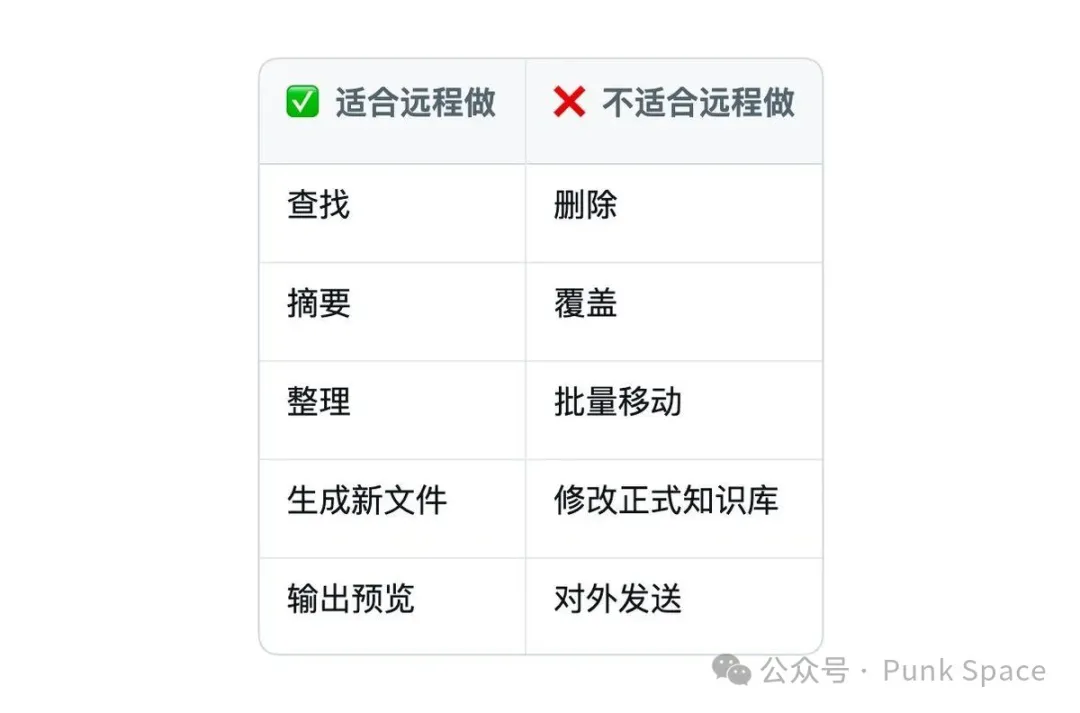 ✅ 适合远程做 ❌ 不适合远程做
查找 删除
摘要 覆盖
整理 批量移动
生成新文件 修改正式知识库
输出预览 对外发送
公众号 · Punk Space